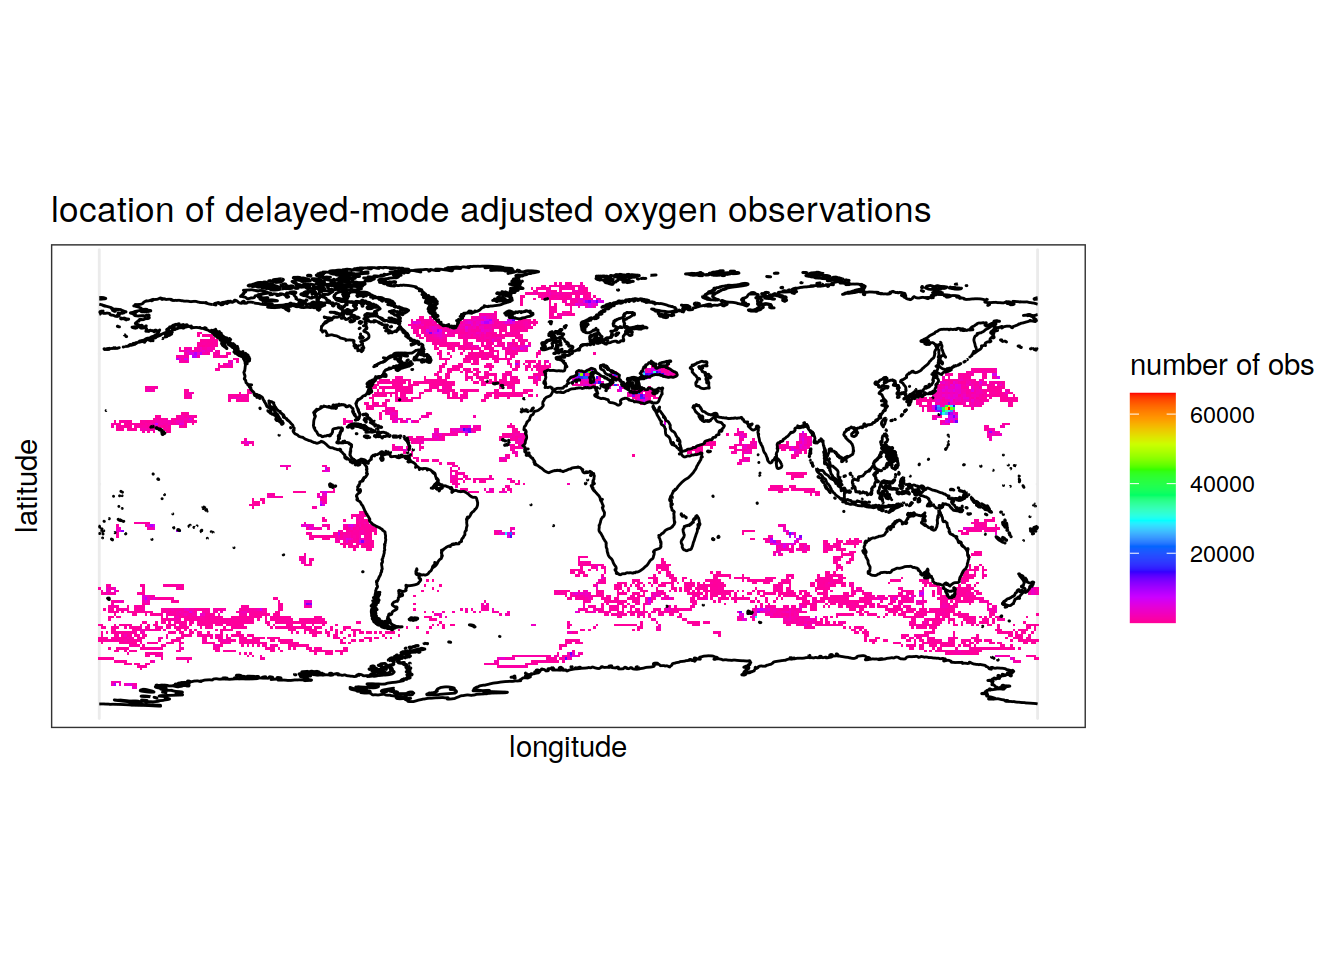 location of delayed-mode adjusted oxygen observations
latitude
longitude
number of obs
60000
40000
20000